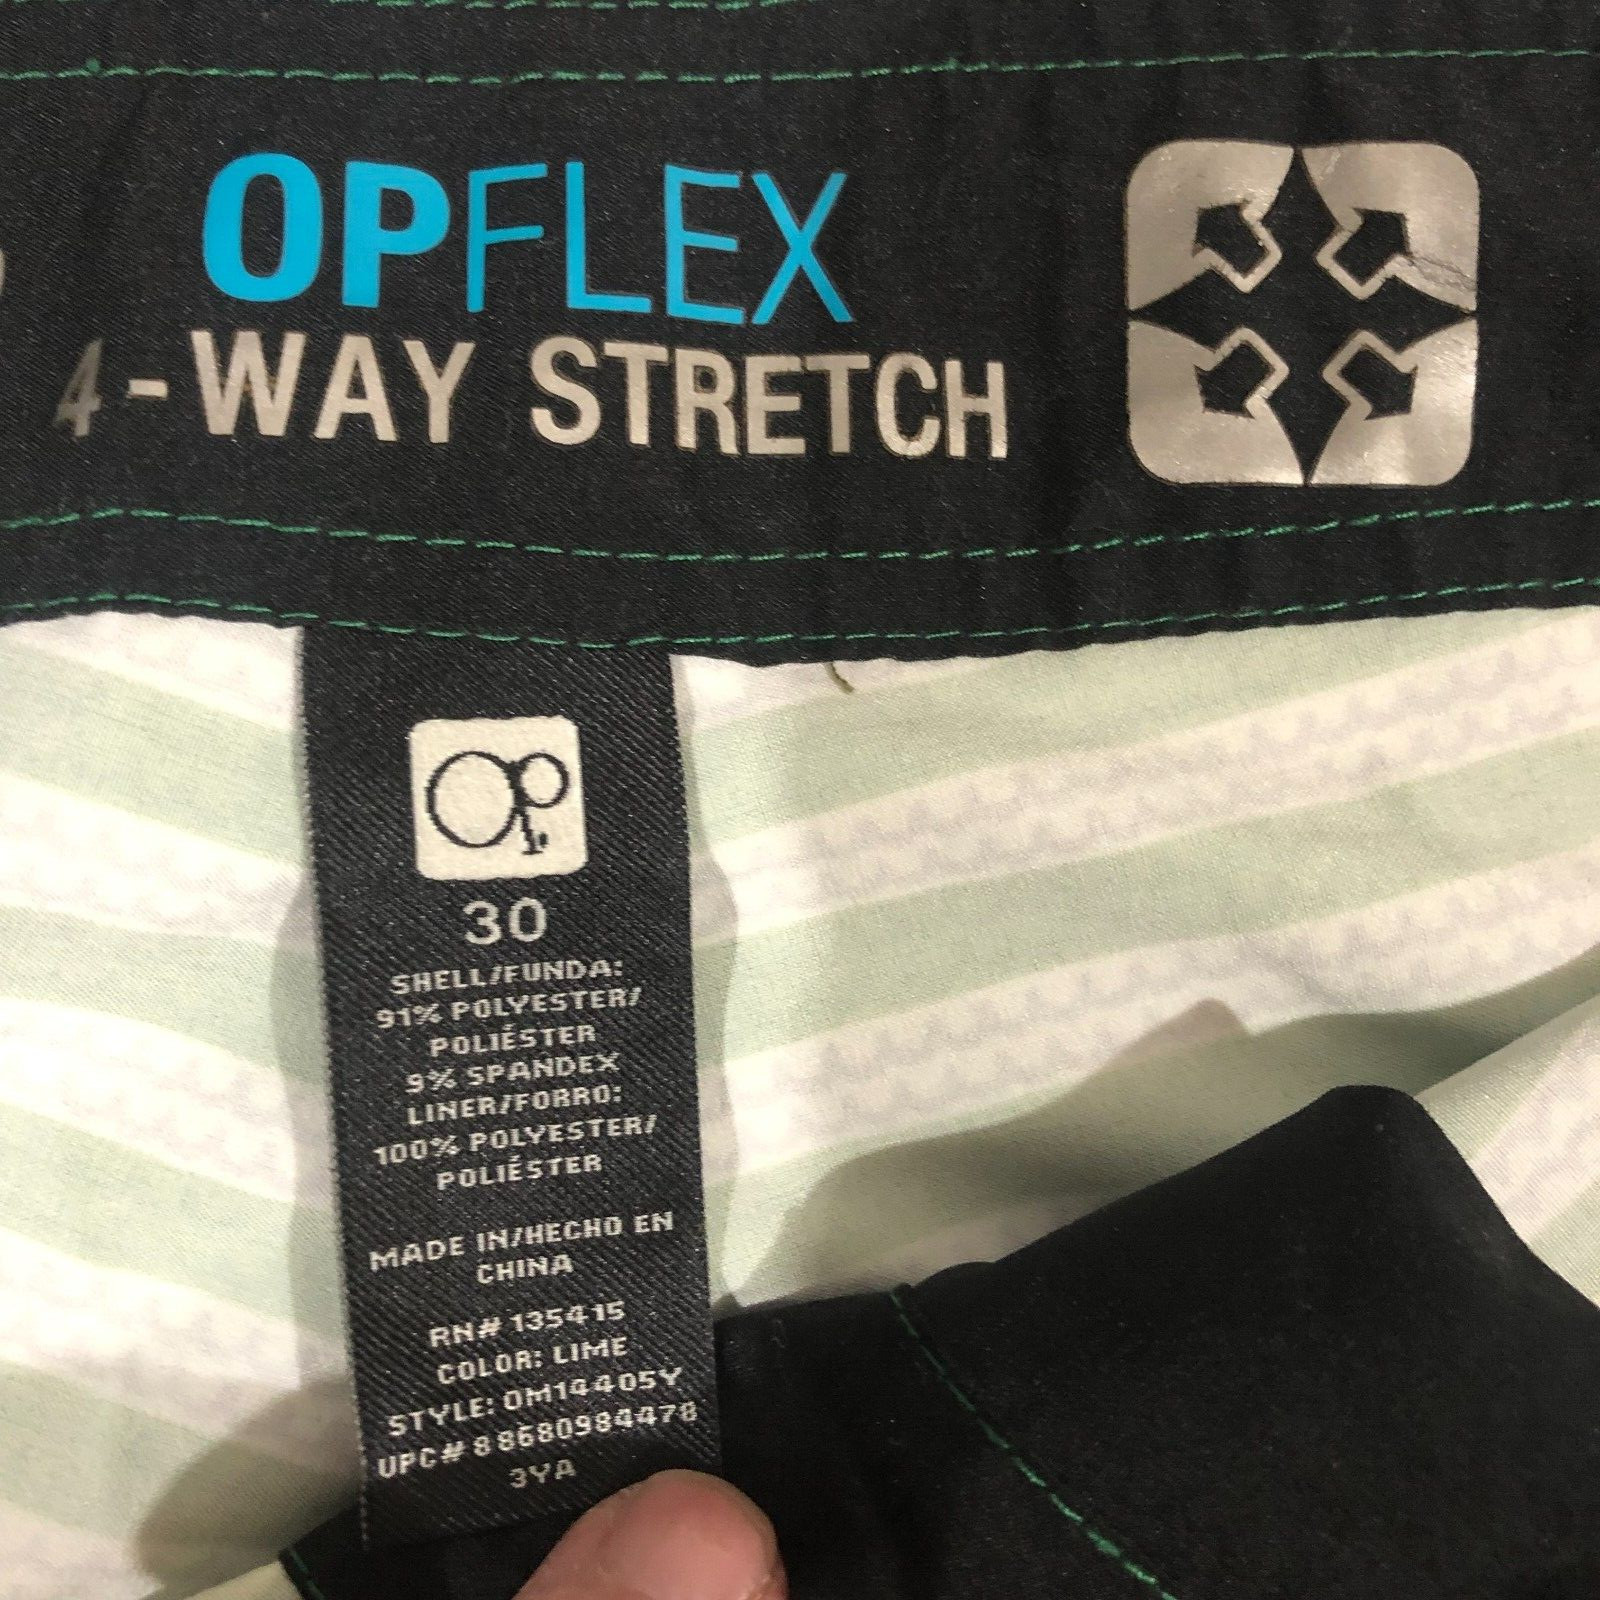 OPFLEX
4-WAY STRETCH
Op
30
SHELL/FUNDA:
91% POLYESTER/
POLIÉSTER
9% SPANDEX
LINER/FORRO:
100% POLYESTER/
POLIÉSTER
MADE IN/HECHO EN
CHINA
RN# 135415
COLOR: LIME
STYLE: OM14405Y
UPC# 88680984478
3YA